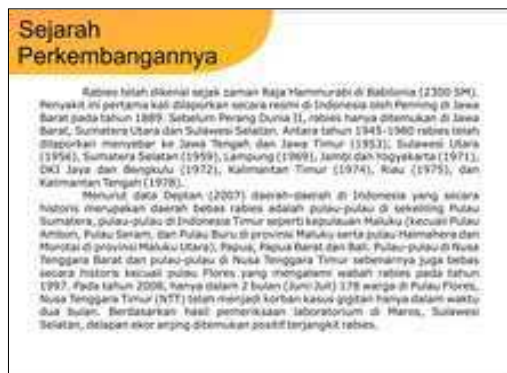 Sejarah
Perkembangannya
Rabies telah dikenal sejak zaman Raja Hammurabi di Babilonia (2300 SM).
Penyakit ini pertama kali dilaporkan secara resmi di Indonesia oleh Penning di Jawa
Barat pada tahun 1889. Sebelum Perang Dunia II, rabies hanya ditemukan di Jawa
Barat, Sumatera Utara dan Sulawesi Selatan. Antara tahun 1945-1980 rabies telah
dilaporkan menyebar ke Jawa Tengah dan Jawa Timur (1953), Sulawesi Utara
(1956), Sumatera Selatan (1959), Lampung (1969), Jambi dan Yogyakarta (1971),
DKI Jaya dan Bengkulu (1972), Kalimantan Timur (1974), Riau (1975), dan
Kalimantan Tengah (1978).
Menurut data Deptan (2007) daerah-daerah di Indonesia yang secara
historis merupakan daerah bebas rabies adalah pulau-pulau di sekeliling Pulau
Sumatera, pulau-pulau di Indonesia Timur seperti kepulauan Maluku (kecuali Pulau
Ambon, Pulau Seriam, dan Pulau Buru di provinsi Maluku serta pulau Halmahera dan
Morotai di provinsi Maluku Utara), Papua, Papua Barat dan Bali. Pulau-pulau di Nusa
Tenggara Barat dan pulau-pulau di Nusa Tenggara Timur sebenarnya juga bebas
secara historis kecuali pulau Flores yang mengalami wabah rabies pada tahun
1997. Pada tahun 2008, hanya dalam 2 bulan (Juni-Juli) 178 warga di Pulau Flores,
Nusa Tenggara Timur (NTT) telah menjadi korban kasus gigitan hanya dalam waktu
dua bulan. Berdasarkan hasil pemeriksaan laboratorium di Maros, Sulawesi
Selatan, delapan ekor anjing ditemukan positif terjangkit rabies.